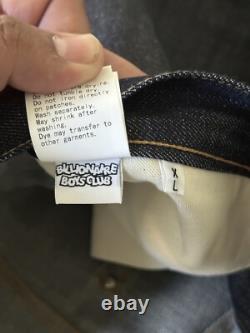 Do not tumble dry.
Do not iron directly
on patches.
Wash separately.
May shrink after
washing.
Dye may transfer to
other garments.
BILLIONAIRE
BOYS CLUB
X
L